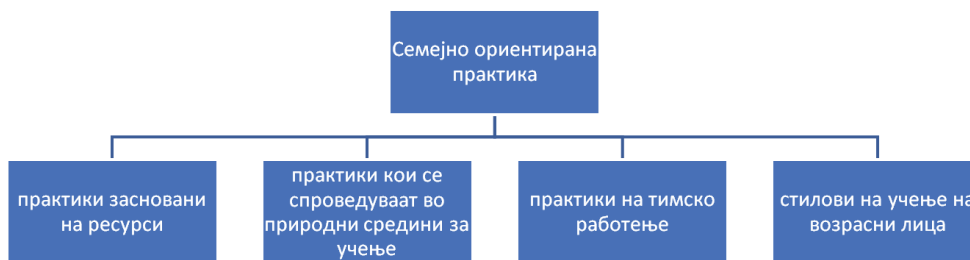 Семејно ориентирана
практика
практики засновани
на ресурси
практики кои се
спроведуваат во
природни средини за
учење
практики на тимско
работење
стилови на учење на
возрасни лица